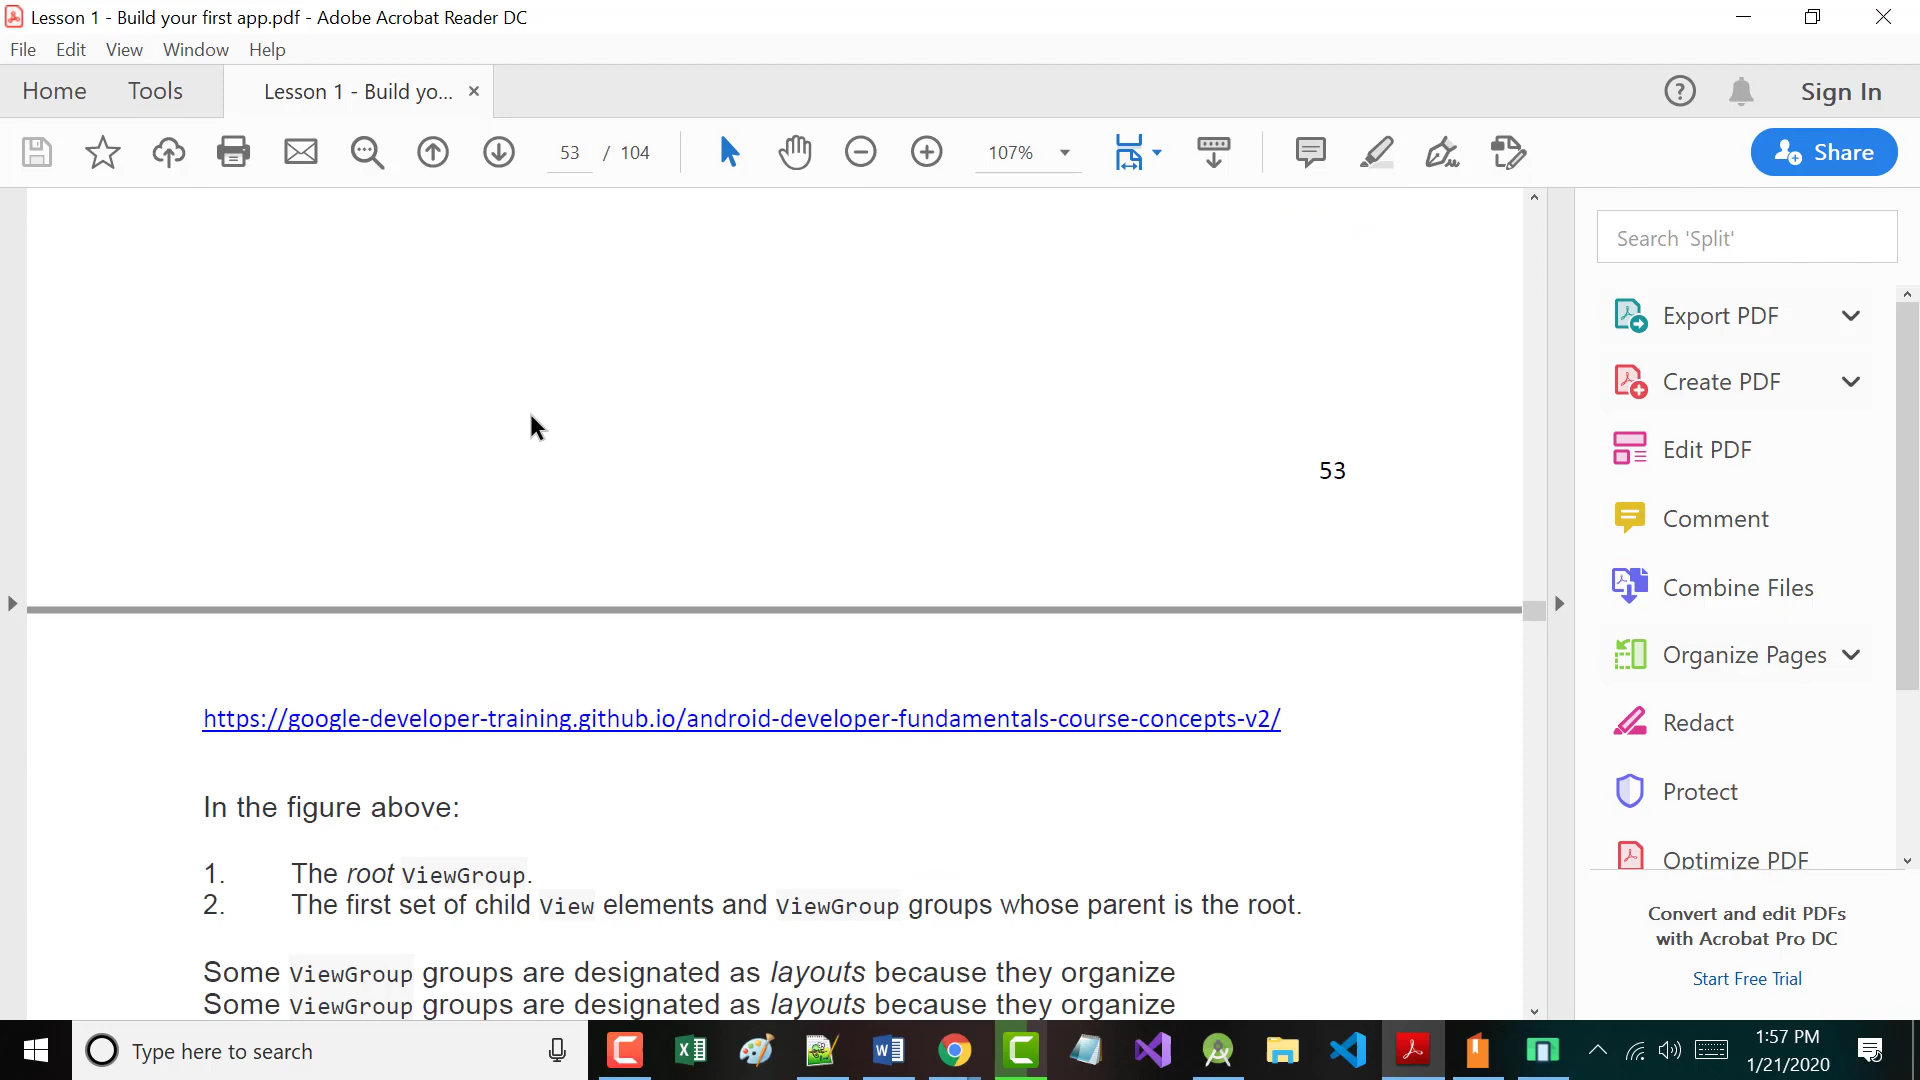 Lesson 1 - Build your first app.pdf - Adobe Acrobat Reader DC
File Edit View Window Help
Home Tools Lesson 1 - Build yo... Sign In
53 / 104 107% Share
Search 'Split'
Export PDF
Create PDF
Edit PDF
53
Comment
Combine Files
Organize Pages
https://google-developer-training.github.io/android-developer-fundamentals-course-concepts-v2/
Redact
Protect
In the figure above:
Optimize PDF
1. The root ViewGroup.
2. The first set of child View elements and ViewGroup groups whose parent is the root.
Convert and edit PDFs
with Acrobat Pro DC
Some ViewGroup groups are designated as layouts because they organize
Start Free Trial
Some ViewGroup groups are designated as layouts because they organize
Type here to search
1:57 PM
1/21/2020